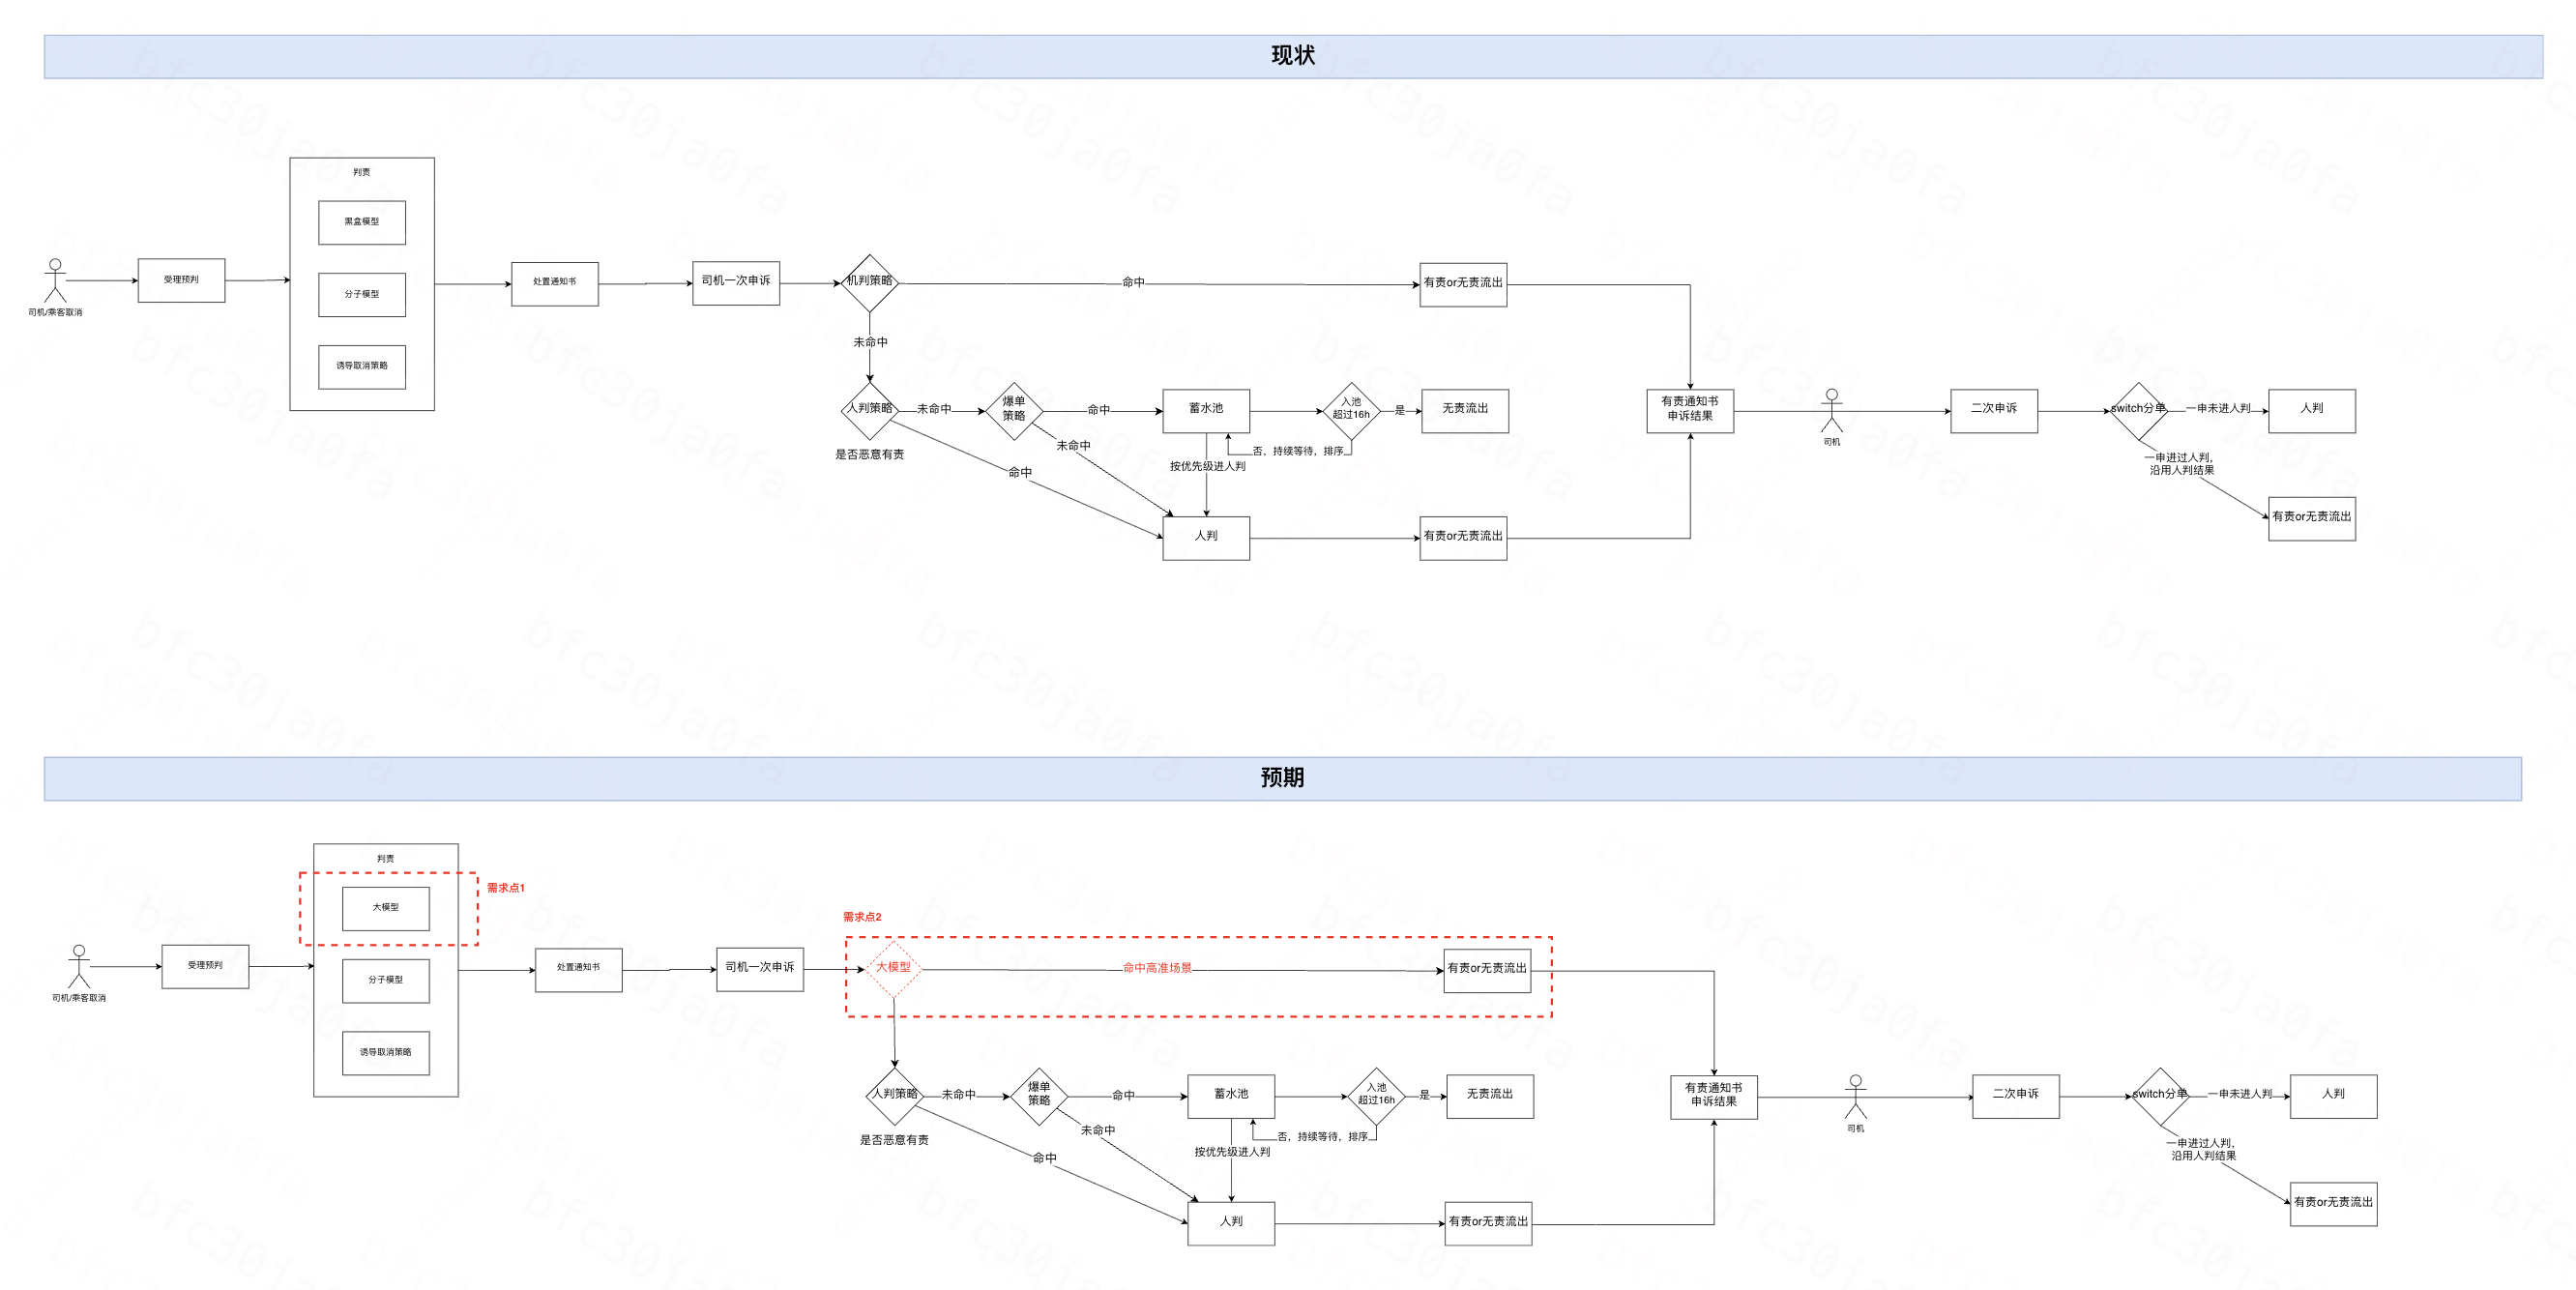 现状
判责
黑盒模型
分子模型
诱导取消策略
司机/乘客取消
受理预判
处置通知书
司机一次申诉
机判策略
命中
有责or无责流出
未命中
人判策略
是否恶意有责
未命中
爆单
策略
命中
蓄水池
入池
超过16h
是
无责流出
否，持续等待，排序
未命中
命中
按优先级进人判
人判
有责or无责流出
有责通知书
申诉结果
司机
二次申诉
switch分单
一申未进人判
人判
一申进过人判，
沿用人判结果
有责or无责流出
预期
判责
需求点1
大模型
分子模型
诱导取消策略
司机/乘客取消
受理预判
处置通知书
司机一次申诉
需求点2
大模型
命中高准场景
有责or无责流出
人判策略
是否恶意有责
未命中
爆单
策略
命中
蓄水池
入池
超过16h
是
无责流出
否，持续等待，排序
未命中
命中
按优先级进人判
人判
有责or无责流出
有责通知书
申诉结果
司机
二次申诉
switch分单
一申未进人判
人判
一申进过人判，
沿用人判结果
有责or无责流出
bfc30ja0fa